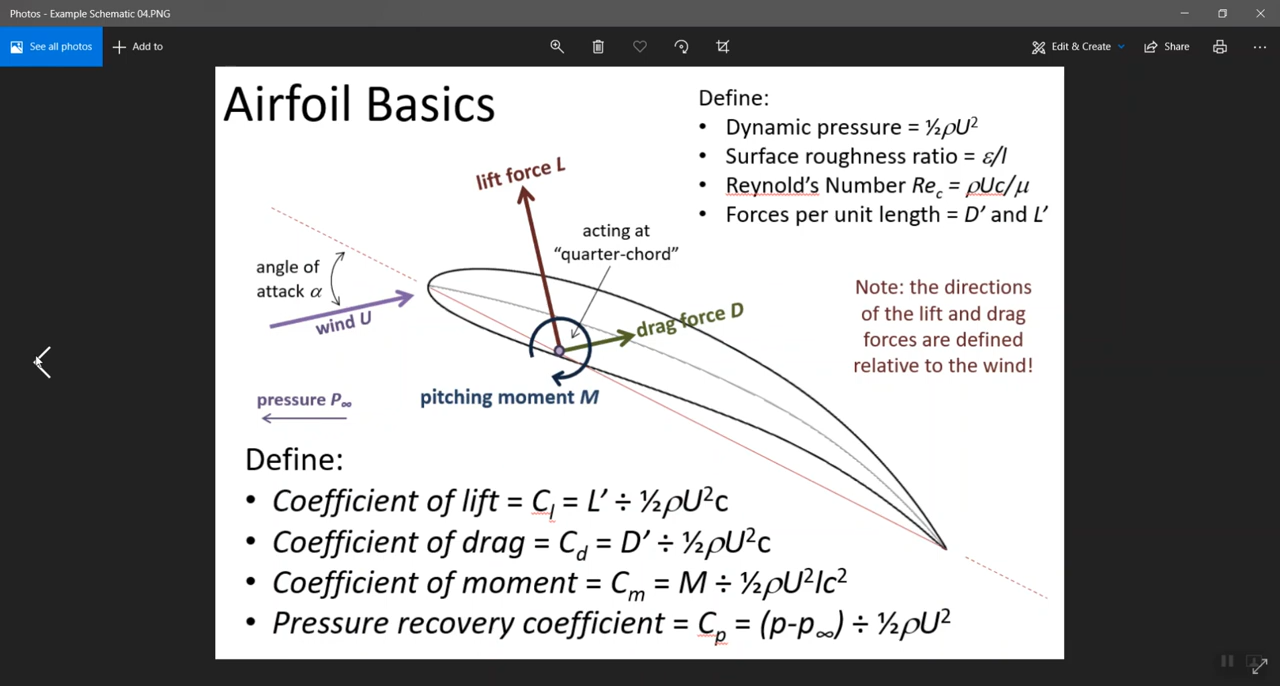 Photos - Example Schematic 04.PNG
See all photos
Add to
Edit & Create
Share
Airfoil Basics
Define:
• Dynamic pressure = ½ρU²
• Surface roughness ratio = ε/l
• Reynold’s Number Re_c = ρUc/μ
• Forces per unit length = D’ and L’
lift force L
acting at
“quarter-chord”
angle of
attack α
wind U
drag force D
Note: the directions
of the lift and drag
forces are defined
relative to the wind!
pressure P∞
pitching moment M
Define:
• Coefficient of lift = C_l = L’ ÷ ½ρU²c
• Coefficient of drag = C_d = D’ ÷ ½ρU²c
• Coefficient of moment = C_m = M ÷ ½ρU²lc²
• Pressure recovery coefficient = C_p = (p-p∞) ÷ ½ρU²